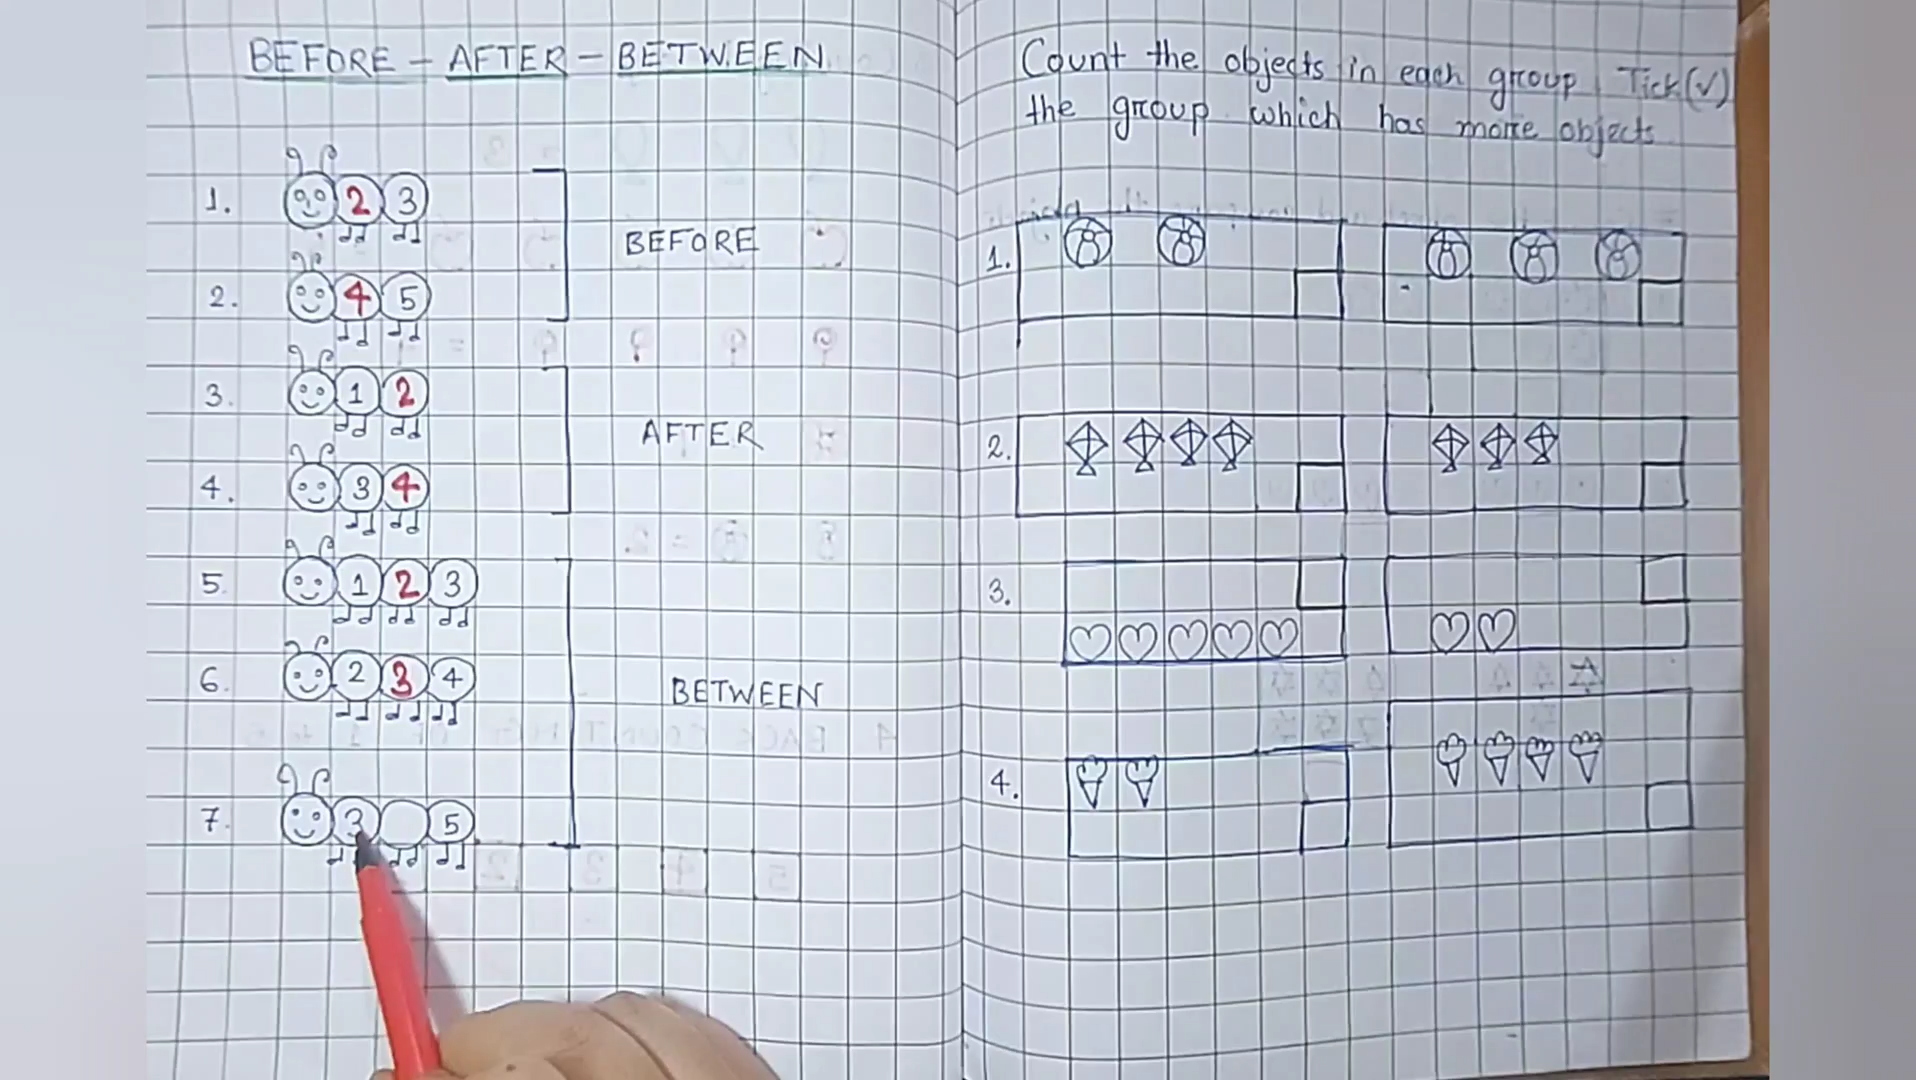 BEFORE - AFTER - BETWEEN
1. 2 3
2. 4 5
BEFORE
3. 1 2
4. 3 4
AFTER
5. 1 2 3
6. 2 3 4
BETWEEN
7. 3 5
Count the objects in each group. Tick(✓)
the group which has more objects
1.
2.
3.
4.